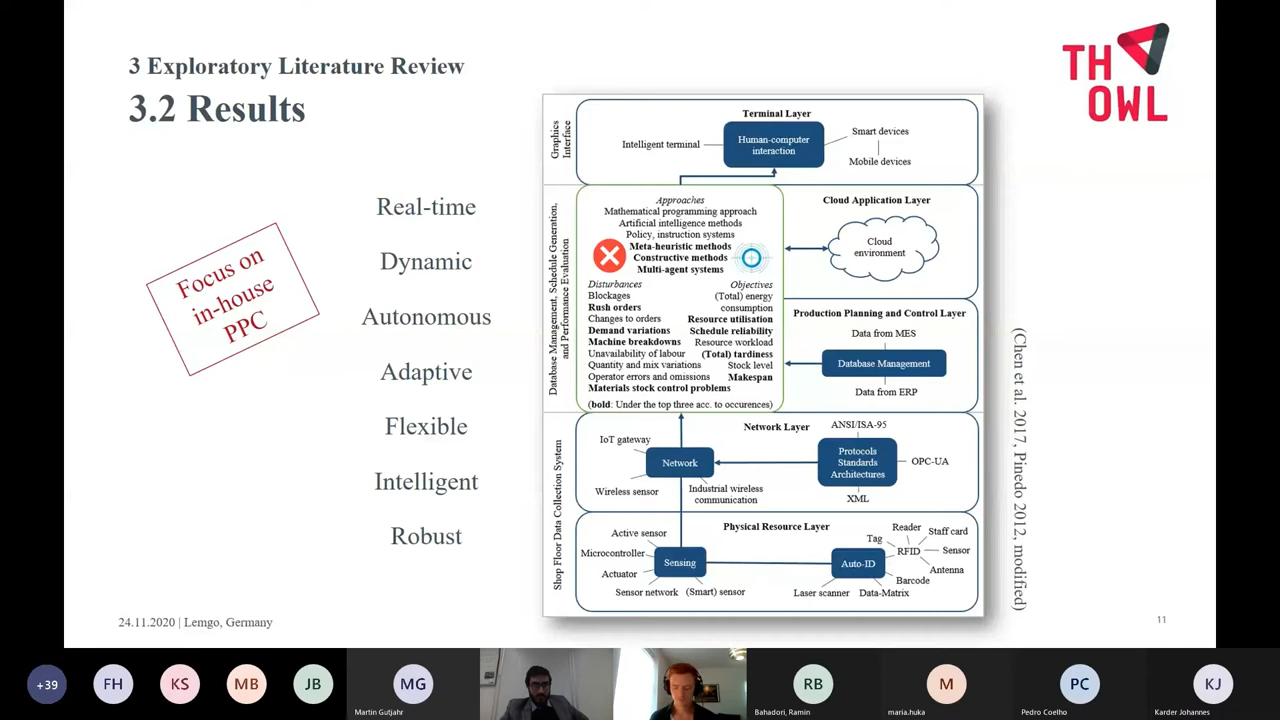 3 Exploratory Literature Review
3.2 Results
TH
OWL
Focus on
in-house
PPC
Real-time
Dynamic
Autonomous
Adaptive
Flexible
Intelligent
Robust
Graphics
Interface
Terminal Layer
Intelligent terminal
Human-computer
interaction
Smart devices
Mobile devices
Database Management, Schedule Generation,
and Performance Evaluation
Approaches
Mathematical programming approach
Artificial intelligence methods
Policy, instruction systems
Meta-heuristic methods
Constructive methods
Multi-agent systems
Disturbances
Blockages
Rush orders
Changes to orders
Demand variations
Machine breakdowns
Unavailability of labour
Quantity and mix variations
Operator errors and omissions
Materials stock control problems
Objectives
(Total) energy
consumption
Resource utilisation
Schedule reliability
Resource workload
(Total) tardiness
Stock level
Makespan
(bold: Under the top three acc. to occurences)
Cloud Application Layer
Cloud
environment
Production Planning and Control Layer
Data from MES
Database Management
Data from ERP
Shop Floor Data Collection System
Network Layer
IoT gateway
Network
Wireless sensor
Industrial wireless
communication
ANSI/ISA-95
Protocols
Standards
Architectures
OPC-UA
XML
Physical Resource Layer
Active sensor
Microcontroller
Actuator
Sensor network
(Smart) sensor
Sensing
Auto-ID
Laser scanner
Data-Matrix
Barcode
RFID
Tag
Reader
Staff card
Sensor
Antenna
(Chen et al. 2017, Pinedo 2012, modified)
24.11.2020 | Lemgo, Germany
11
+39
FH
KS
MB
JB
MG
Martin Gutjahr
RB
Bahadori, Ramin
M
maria.huka
PC
Pedro Coelho
KJ
Karder Johannes